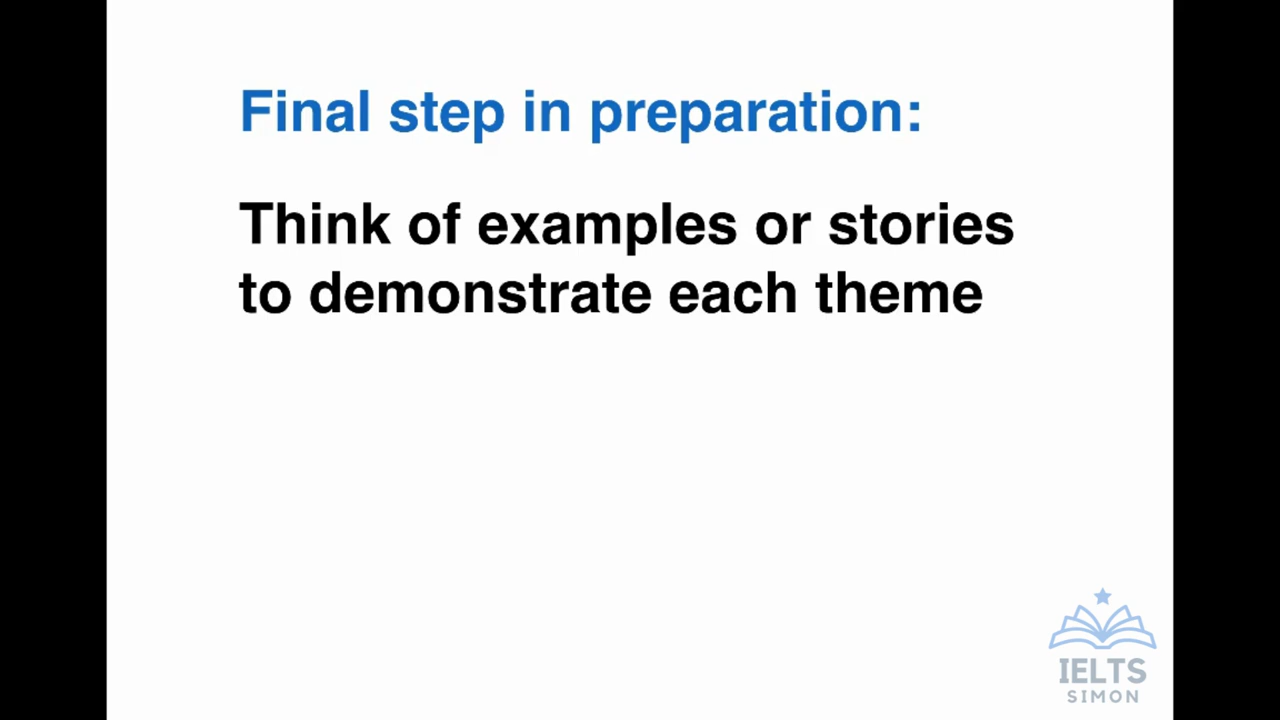 Final step in preparation:
Think of examples or stories
to demonstrate each theme
IELTS
SIMON